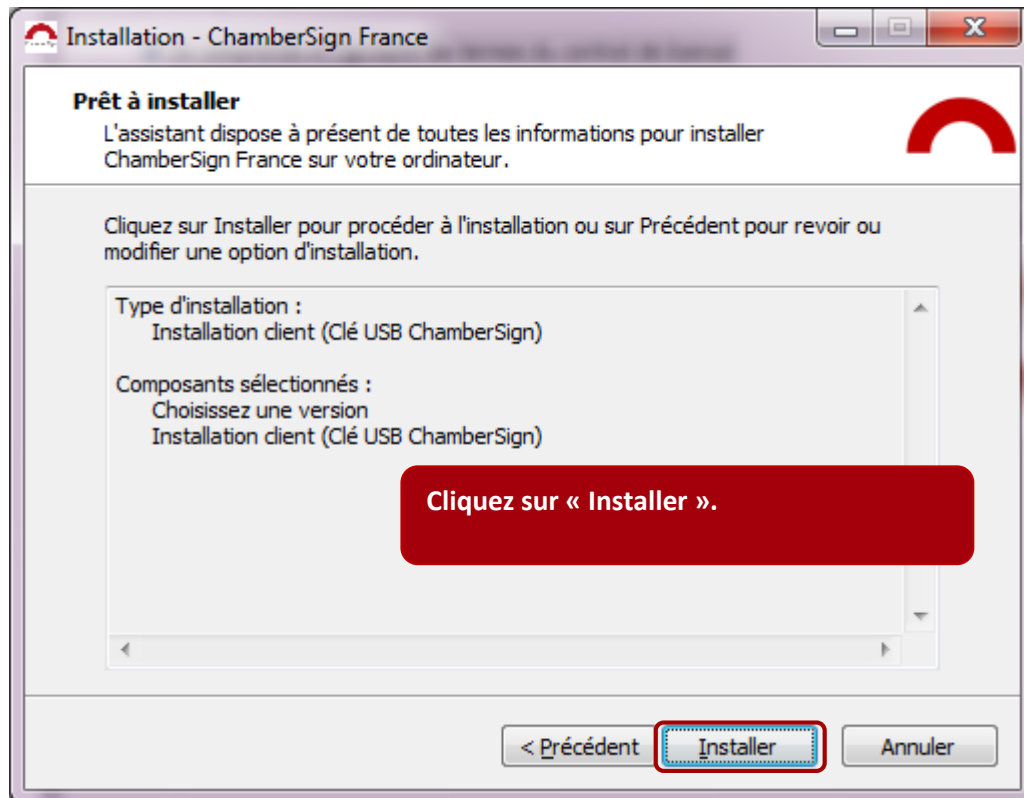 Installation - ChamberSign France
Prêt à installer
L'assistant dispose à présent de toutes les informations pour installer
ChamberSign France sur votre ordinateur.
Cliquez sur Installer pour procéder à l'installation ou sur Précédent pour revoir ou
modifier une option d'installation.
Type d'installation :
Installation client (Clé USB ChamberSign)
Composants sélectionnés :
Choisissez une version
Installation client (Clé USB ChamberSign)
Cliquez sur « Installer ».
< Précédent
Installer
Annuler